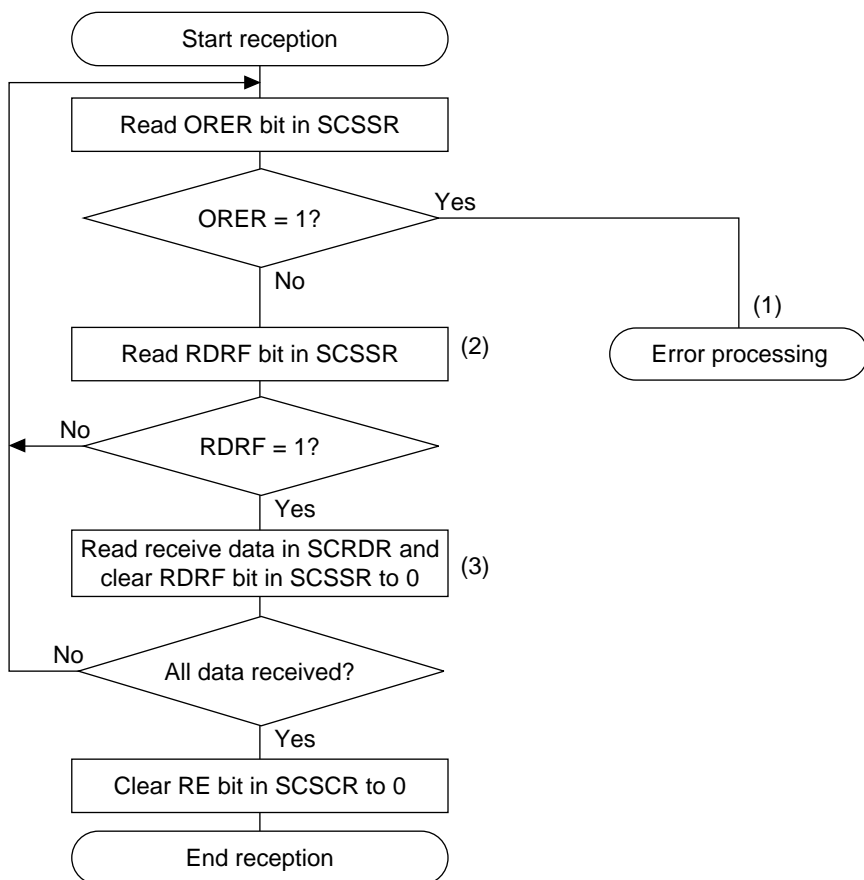 Start reception
Read ORER bit in SCSSR
ORER = 1?
Yes
No
(1)
Error processing
Read RDRF bit in SCSSR
(2)
No
RDRF = 1?
Yes
Read receive data in SCRDR and
clear RDRF bit in SCSSR to 0
(3)
No
All data received?
Yes
Clear RE bit in SCSCR to 0
End reception